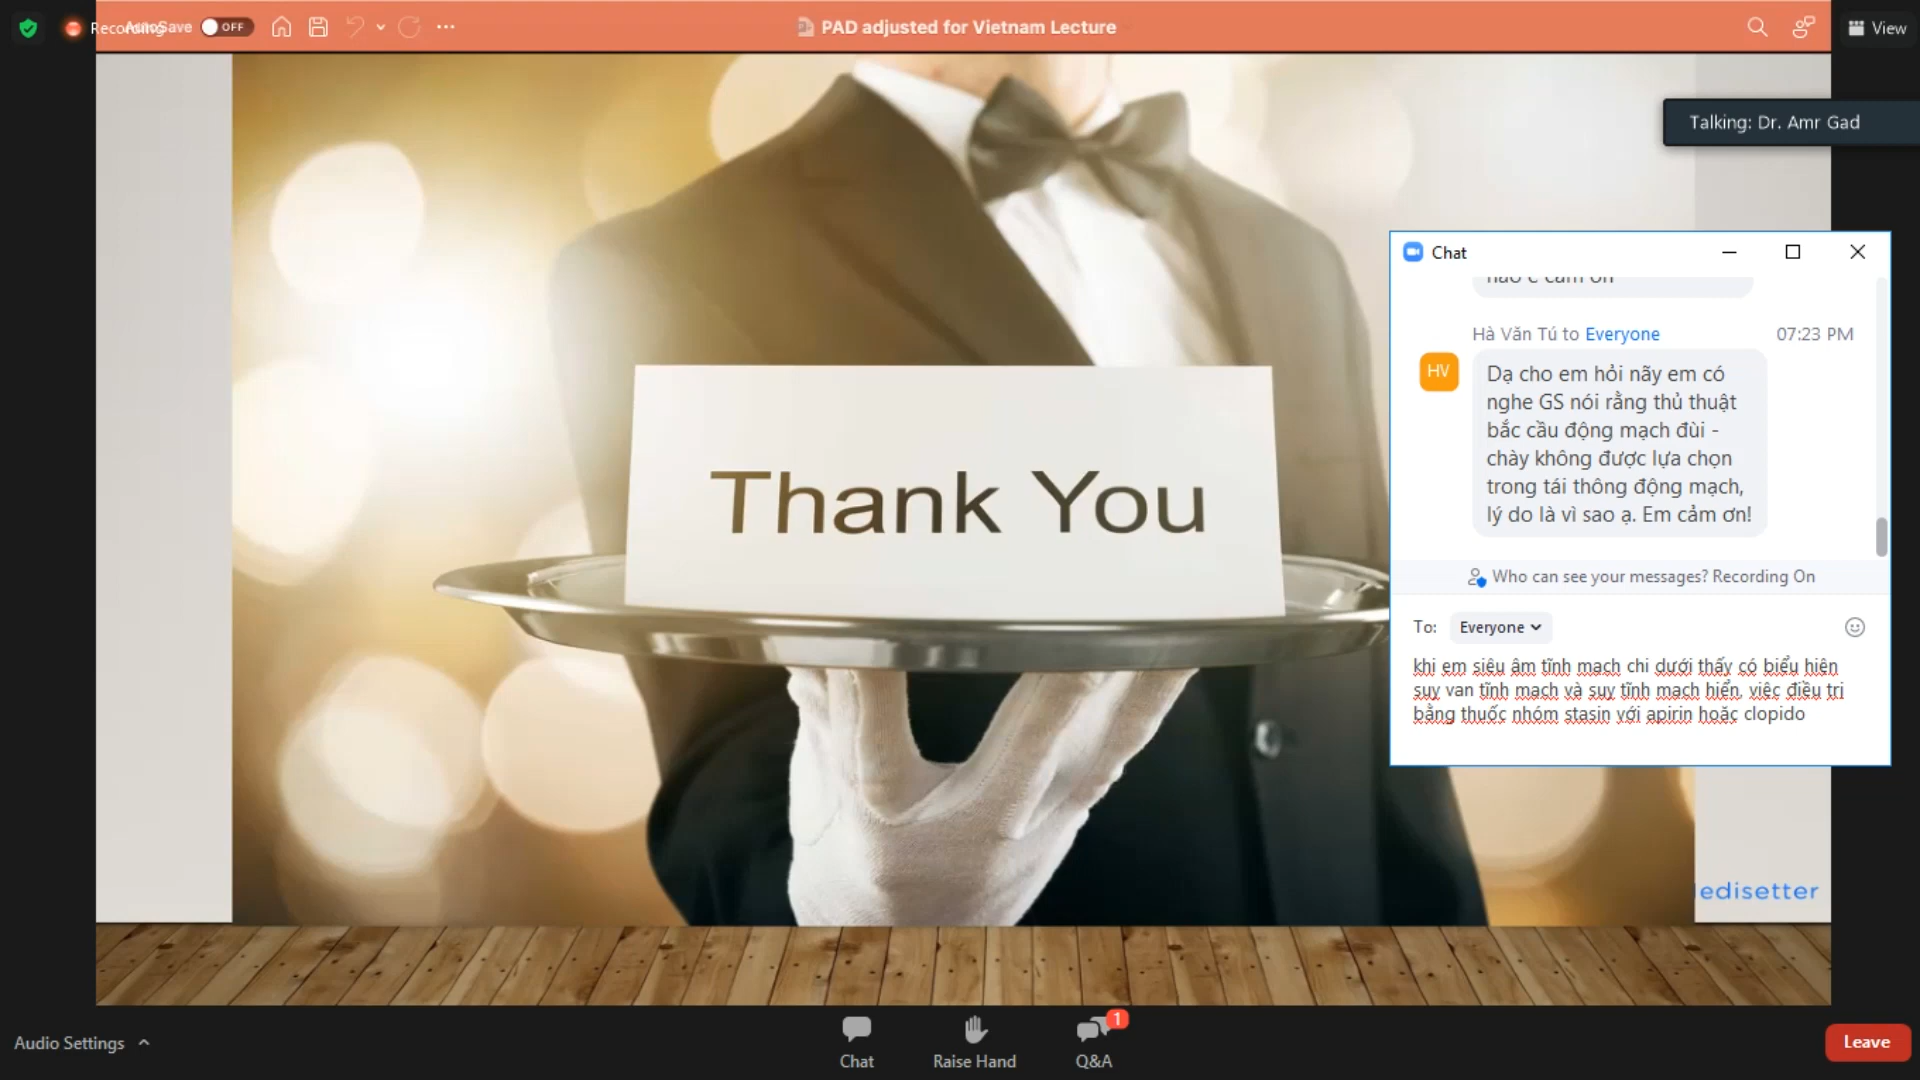 Recording
AutoSave
OFF
PAD adjusted for Vietnam Lecture
View
Talking: Dr. Amr Gad
Thank You
Chat
Hà Văn Tú to Everyone
07:23 PM
HV
Dạ cho em hỏi nãy em có
nghe GS nói rằng thủ thuật
bắc cầu động mạch đùi -
chày không được lựa chọn
trong tái thông động mạch,
lý do là vì sao ạ. Em cảm ơn!
Who can see your messages? Recording On
To: Everyone
khi em siêu âm tĩnh mạch chi dưới thấy có biểu hiện
suy van tĩnh mạch và suy tĩnh mạch hiển, việc điều trị
bằng thuốc nhóm stasin với apirin hoặc clopido
edisetter
Audio Settings
Chat
Raise Hand
Q&A
1
Leave